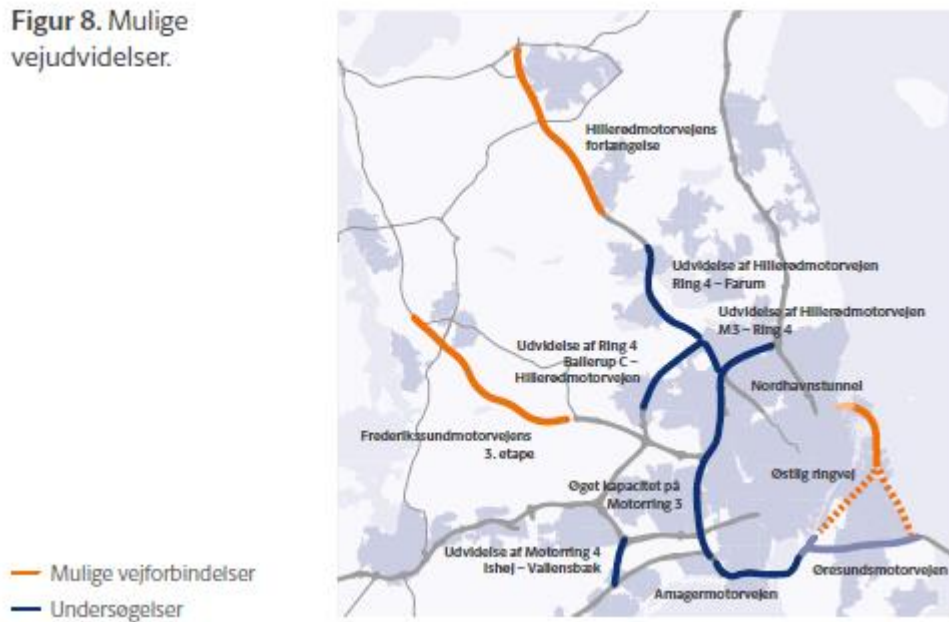 Figur 8. Mulige
vejudvidelser.
Hillerødmotorvejens
forlængelse
Udvidelse af Hillerødmotorvejen
Ring 4 – Farum
Udvidelse af Hillerødmotorvejen
M3 – Ring 4
Udvidelse af Ring 4
Ballerup C –
Hillerødmotorvejen
Nordhavnstunnel
Frederikssundmotorvejens
3. etape
Østlig ringvej
Øget kapacitet på
Motorring 3
Udvidelse af Motorring 4
Ishøj – Vallensbæk
Øresundsmotorvejen
Amagermotorvejen
Mulige vejforbindelser
Undersøgelser